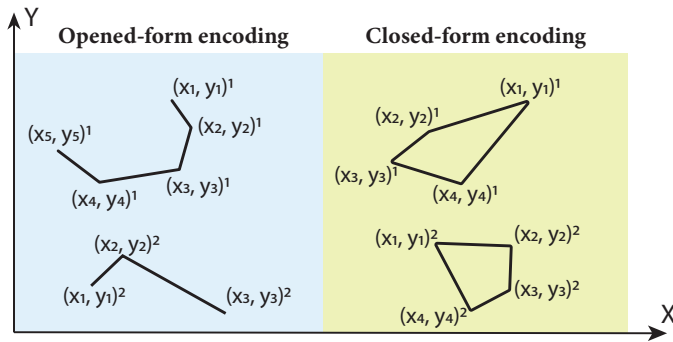 Y
Opened-form encoding
Closed-form encoding
(x₁, y₁)¹
(x₂, y₂)¹
(x₃, y₃)¹
(x₄, y₄)¹
(x₅, y₅)¹
(x₁, y₁)²
(x₂, y₂)²
(x₃, y₃)²
(x₁, y₁)¹
(x₂, y₂)¹
(x₃, y₃)¹
(x₄, y₄)¹
(x₁, y₁)²
(x₂, y₂)²
(x₃, y₃)²
(x₄, y₄)²
X